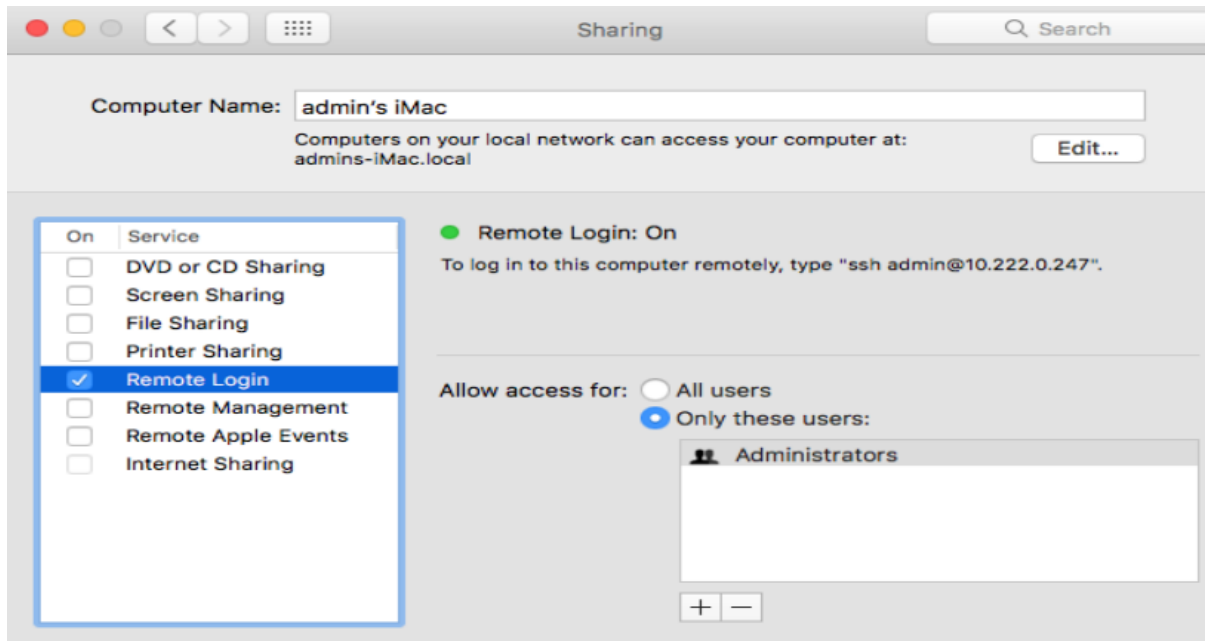 Sharing
Search
Computer Name: admin's iMac
Computers on your local network can access your computer at:
admins-iMac.local
Edit...
On Service
DVD or CD Sharing
Screen Sharing
File Sharing
Printer Sharing
Remote Login
Remote Management
Remote Apple Events
Internet Sharing
Remote Login: On
To log in to this computer remotely, type "ssh admin@10.222.0.247".
Allow access for: All users
Only these users:
Administrators